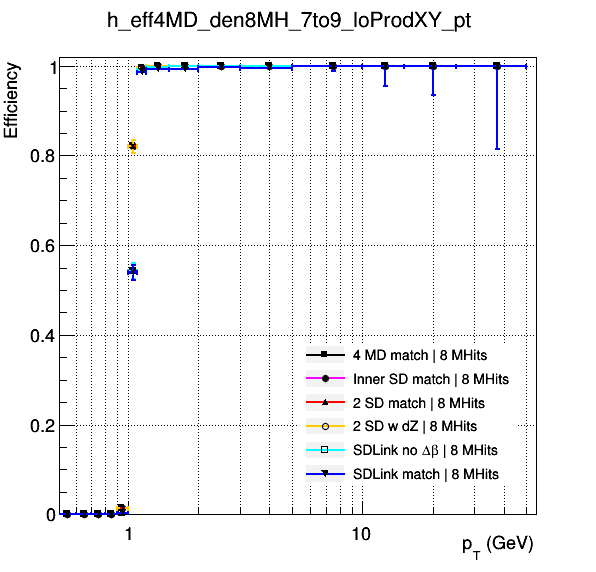 h_eff4MD_den8MH_7to9_loProdXY_pt
Efficiency
1
0.8
0.6
0.4
0.2
0
4 MD match | 8 MHits
Inner SD match | 8 MHits
2 SD match | 8 MHits
2 SD w dZ | 8 MHits
SDLink no Δβ | 8 MHits
SDLink match | 8 MHits
1 10
p_T (GeV)